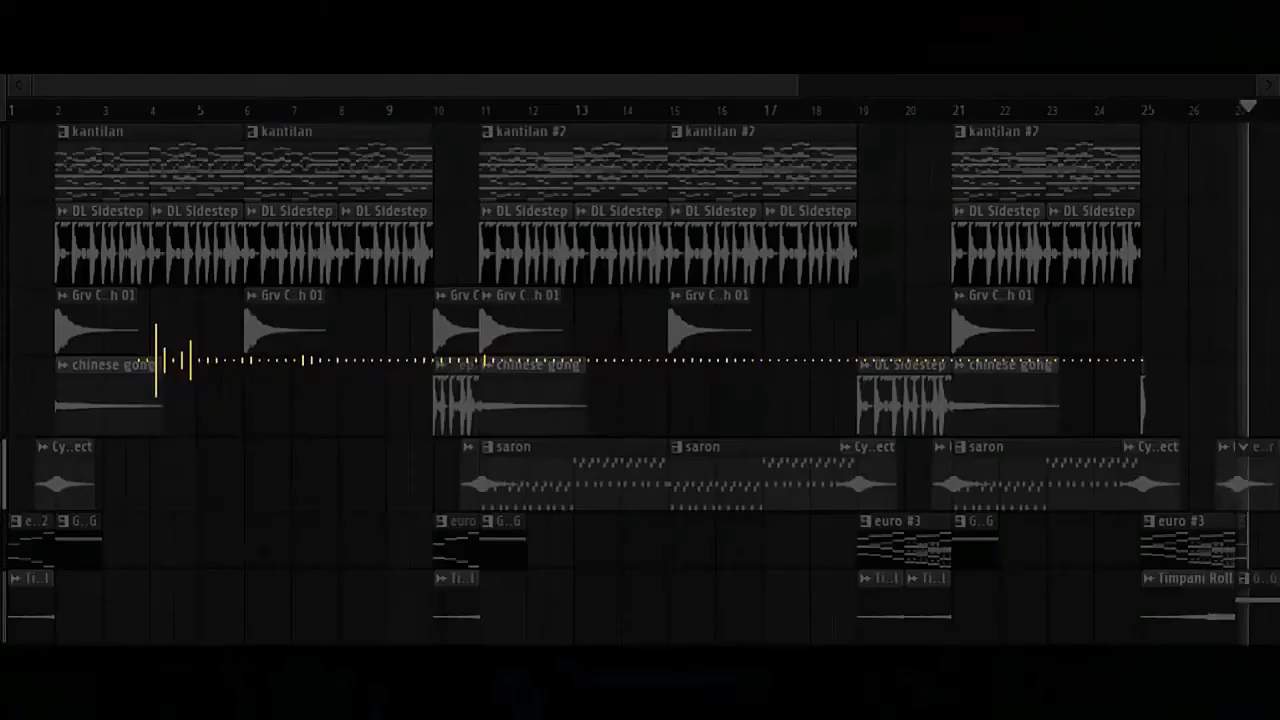 1 2 3 4 5 6 7 8 9 10 11 12 13 14 15 16 17 18 19 20 21 22 23 24 25 26
kantilan kantilan kantilan #2 kantilan #2 kantilan #2
DL Sidestep DL Sidestep DL Sidestep DL Sidestep DL Sidestep DL Sidestep DL Sidestep DL Sidestep DL Sidestep DL Sidestep
Grv C..h 01 Grv C..h 01 Grv C Grv C..h 01 Grv C..h 01 Grv C..h 01
chinese gong chinese gong DL Sidestep chinese gong
Cy..ect saron saron Cy..ect saron Cy..ect
e..2 G..G euro G..G euro #3 G..G euro #3
Ti..l Ti..l Ti..l Ti..l Timpani Roll G..G